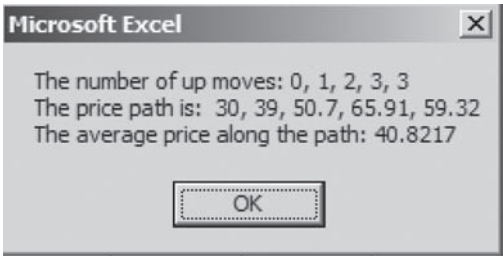 Microsoft Excel
The number of up moves: 0, 1, 2, 3, 3
The price path is: 30, 39, 50.7, 65.91, 59.32
The average price along the path: 40.8217
OK